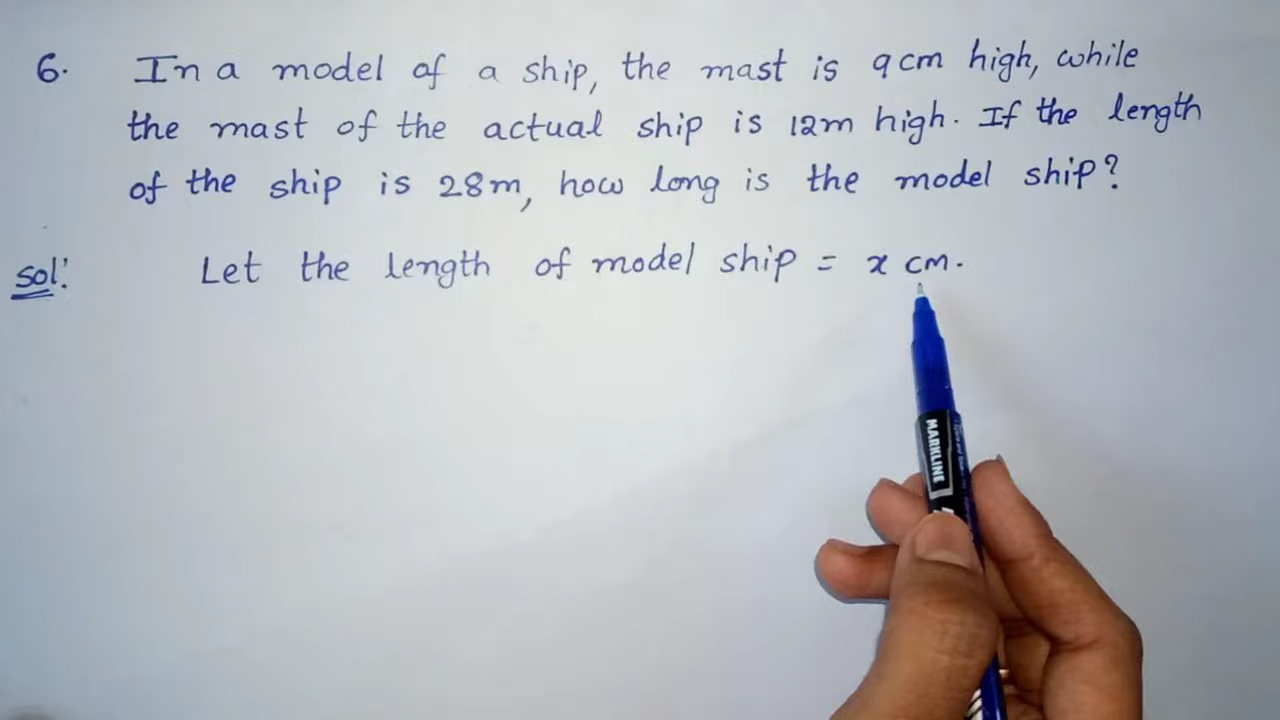 6. In a model of a ship, the mast is 9cm high, while
the mast of the actual ship is 12m high. If the length
of the ship is 28m, how long is the model ship?
Sol: Let the length of model ship = x cm.
MARKLINE